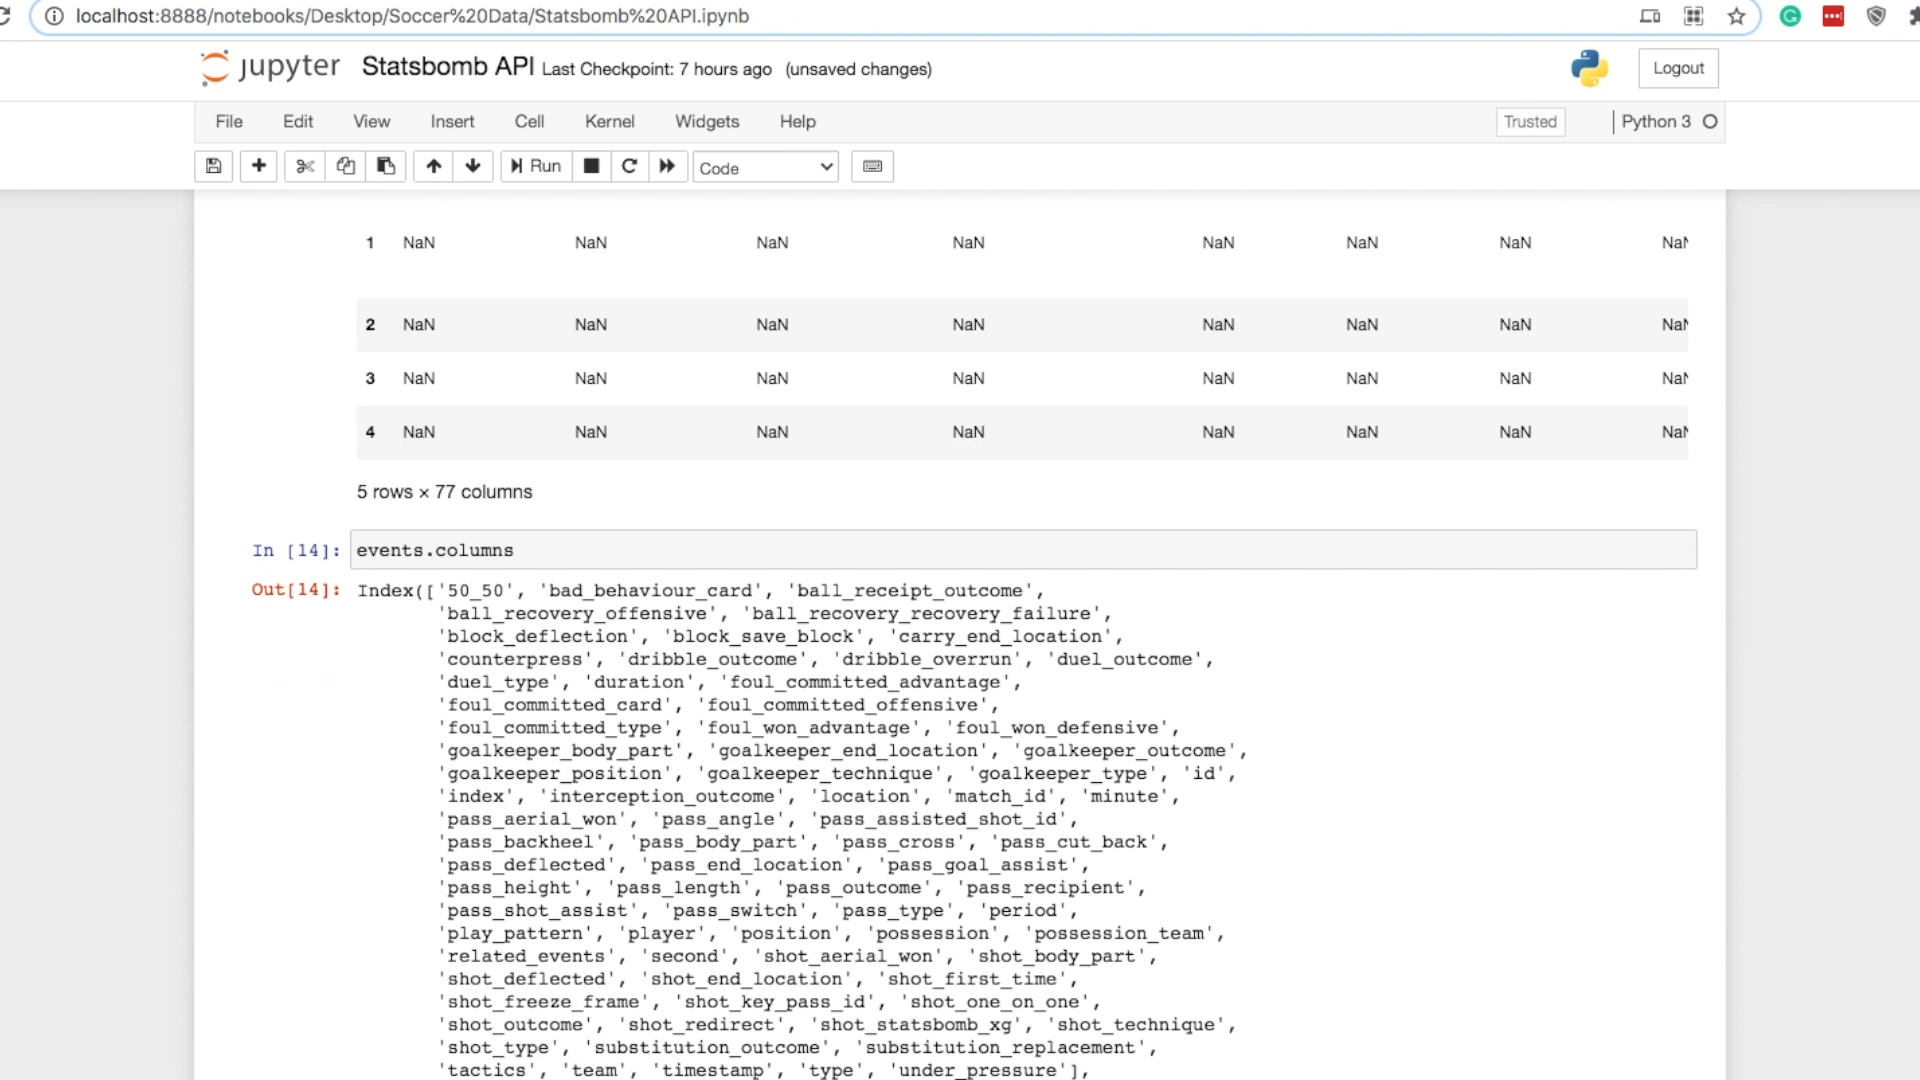 localhost:8888/notebooks/Desktop/Soccer%20Data/Statsbomb%20API.ipynb
jupyter Statsbomb API Last Checkpoint: 7 hours ago (unsaved changes) Logout
File Edit View Insert Cell Kernel Widgets Help Trusted Python 3
Run Code
1 NaN NaN NaN NaN NaN NaN NaN NaN
2 NaN NaN NaN NaN NaN NaN NaN NaN
3 NaN NaN NaN NaN NaN NaN NaN NaN
4 NaN NaN NaN NaN NaN NaN NaN NaN
5 rows × 77 columns
In [14]: events.columns
Out[14]: Index(['50_50', 'bad_behaviour_card', 'ball_receipt_outcome',
'ball_recovery_offensive', 'ball_recovery_recovery_failure',
'block_deflection', 'block_save_block', 'carry_end_location',
'counterpress', 'dribble_outcome', 'dribble_overrun', 'duel_outcome',
'duel_type', 'duration', 'foul_committed_advantage',
'foul_committed_card', 'foul_committed_offensive',
'foul_committed_type', 'foul_won_advantage', 'foul_won_defensive',
'goalkeeper_body_part', 'goalkeeper_end_location', 'goalkeeper_outcome',
'goalkeeper_position', 'goalkeeper_technique', 'goalkeeper_type', 'id',
'index', 'interception_outcome', 'location', 'match_id', 'minute',
'pass_aerial_won', 'pass_angle', 'pass_assisted_shot_id',
'pass_backheel', 'pass_body_part', 'pass_cross', 'pass_cut_back',
'pass_deflected', 'pass_end_location', 'pass_goal_assist',
'pass_height', 'pass_length', 'pass_outcome', 'pass_recipient',
'pass_shot_assist', 'pass_switch', 'pass_type', 'period',
'play_pattern', 'player', 'position', 'possession', 'possession_team',
'related_events', 'second', 'shot_aerial_won', 'shot_body_part',
'shot_deflected', 'shot_end_location', 'shot_first_time',
'shot_freeze_frame', 'shot_key_pass_id', 'shot_one_on_one',
'shot_outcome', 'shot_redirect', 'shot_statsbomb_xg', 'shot_technique',
'shot_type', 'substitution_outcome', 'substitution_replacement',
'tactics', 'team', 'timestamp', 'type', 'under_pressure'],